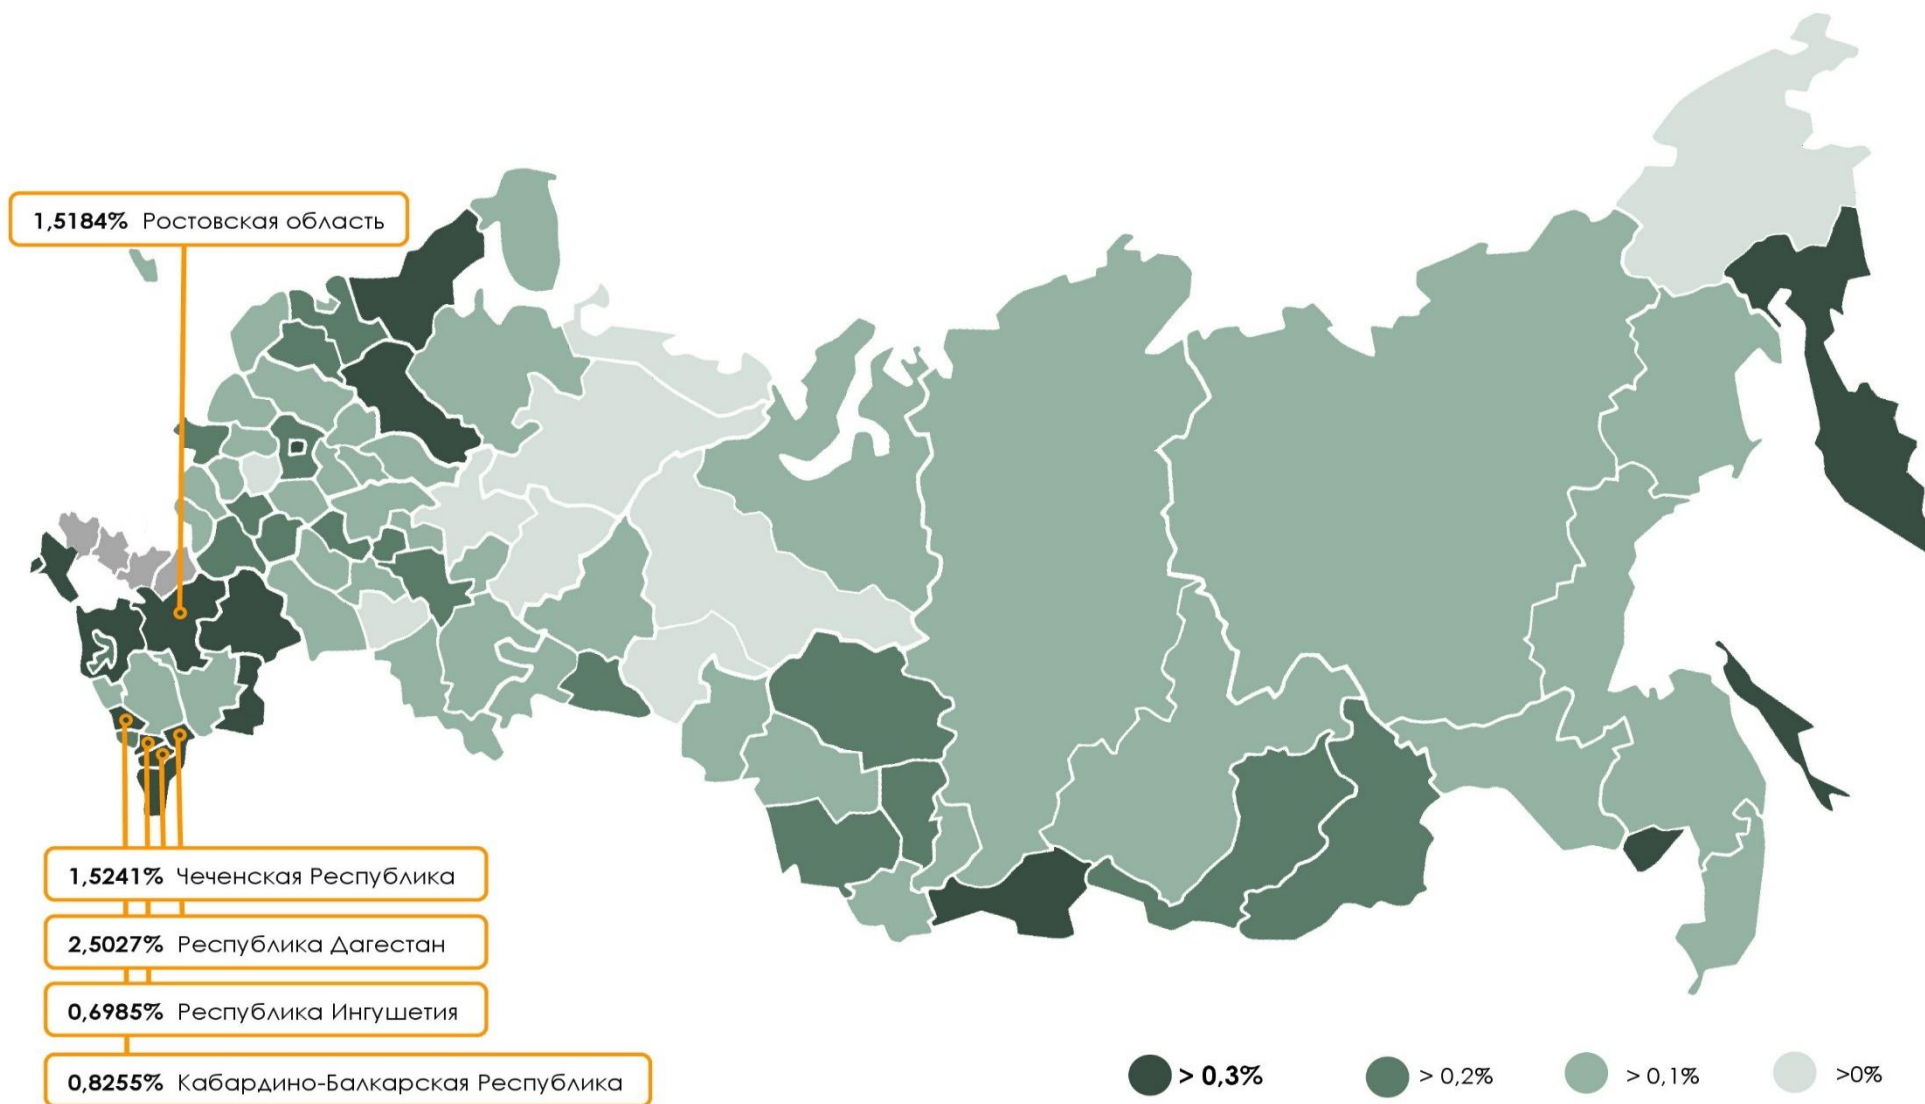 1,5184% Ростовская область
1,5241% Чеченская Республика
2,5027% Республика Дагестан
0,6985% Республика Ингушетия
0,8255% Кабардино-Балкарская Республика
> 0,3%
> 0,2%
> 0,1%
>0%